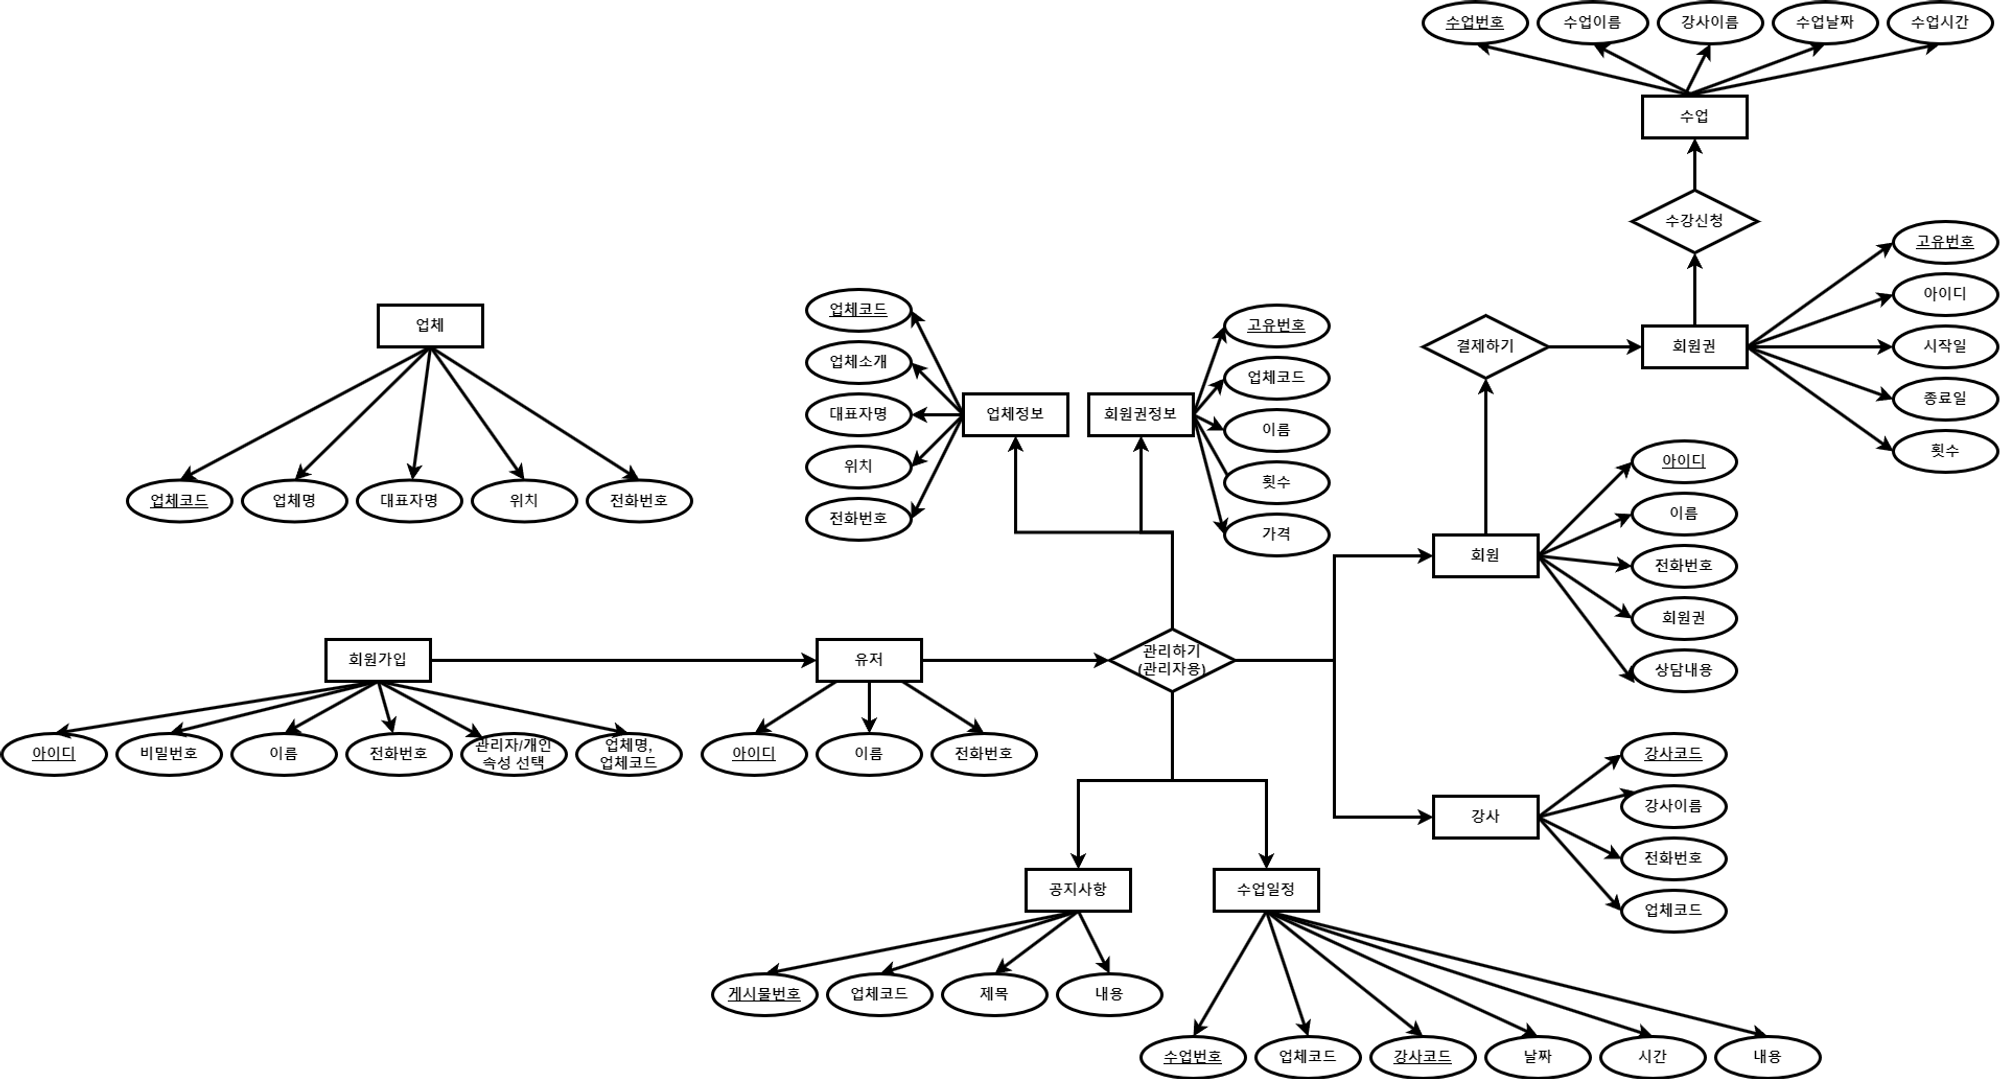 수업번호
수업이름
강사이름
수업날짜
수업시간
수업
수강신청
고유번호
아이디
시작일
종료일
횟수
결제하기
회원권
업체
업체코드
업체명
대표자명
위치
전화번호
업체코드
업체소개
대표자명
위치
전화번호
업체정보
회원권정보
고유번호
업체코드
이름
횟수
가격
회원
아이디
이름
전화번호
회원권
상담내용
회원가입
유저
관리하기
(관리자용)
아이디
비밀번호
이름
전화번호
관리자/개인
속성 선택
업체명,
업체코드
아이디
이름
전화번호
강사
강사코드
강사이름
전화번호
업체코드
공지사항
수업일정
게시물번호
업체코드
제목
내용
수업번호
업체코드
강사코드
날짜
시간
내용